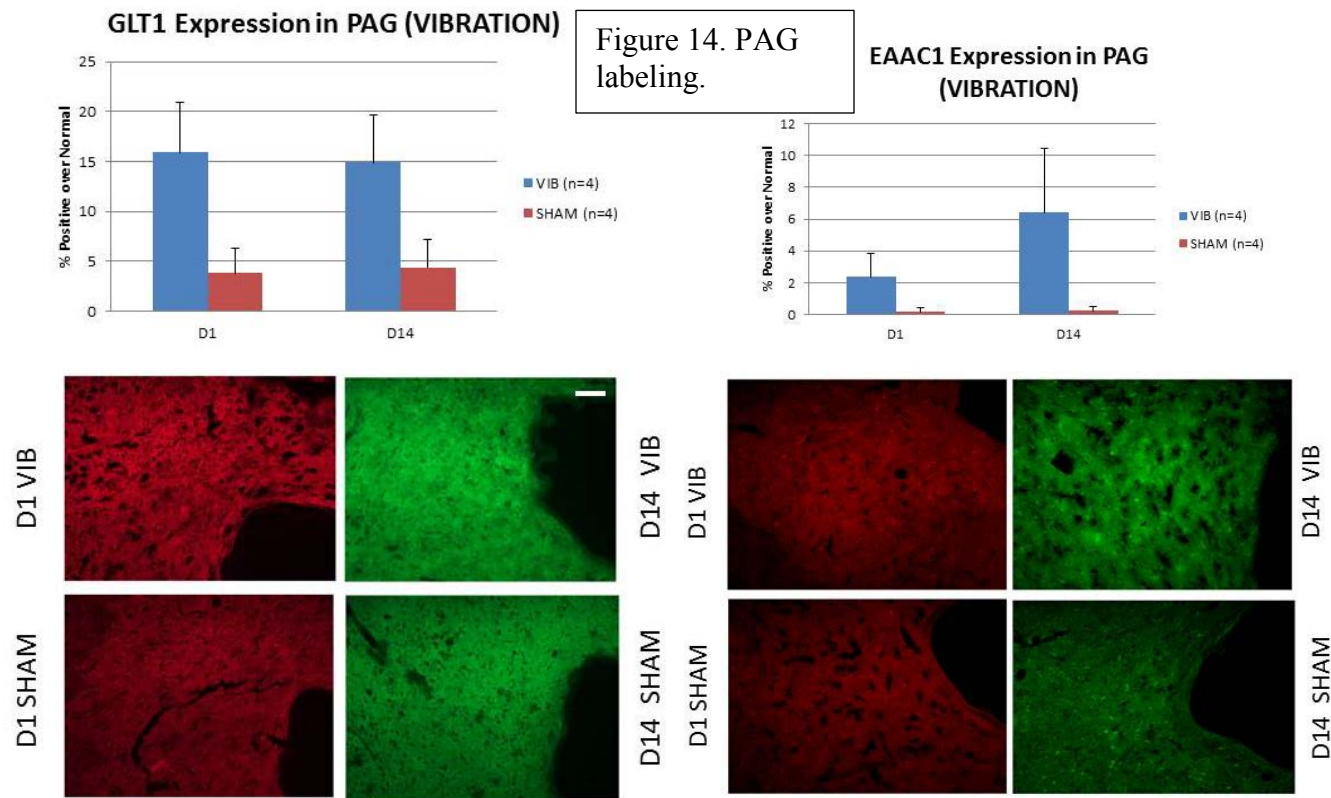 GLT1 Expression in PAG (VIBRATION)
25
20
15
10
5
0
% Positive over Normal
D1
D14
VIB (n=4)
SHAM (n=4)
Figure 14. PAG
labeling.
EAAC1 Expression in PAG
(VIBRATION)
12
10
8
6
4
2
0
% Positive over Normal
D1
D14
VIB (n=4)
SHAM (n=4)
D1 VIB
D14 VIB
D1 SHAM
D14 SHAM
D1 VIB
D14 VIB
D1 SHAM
D14 SHAM